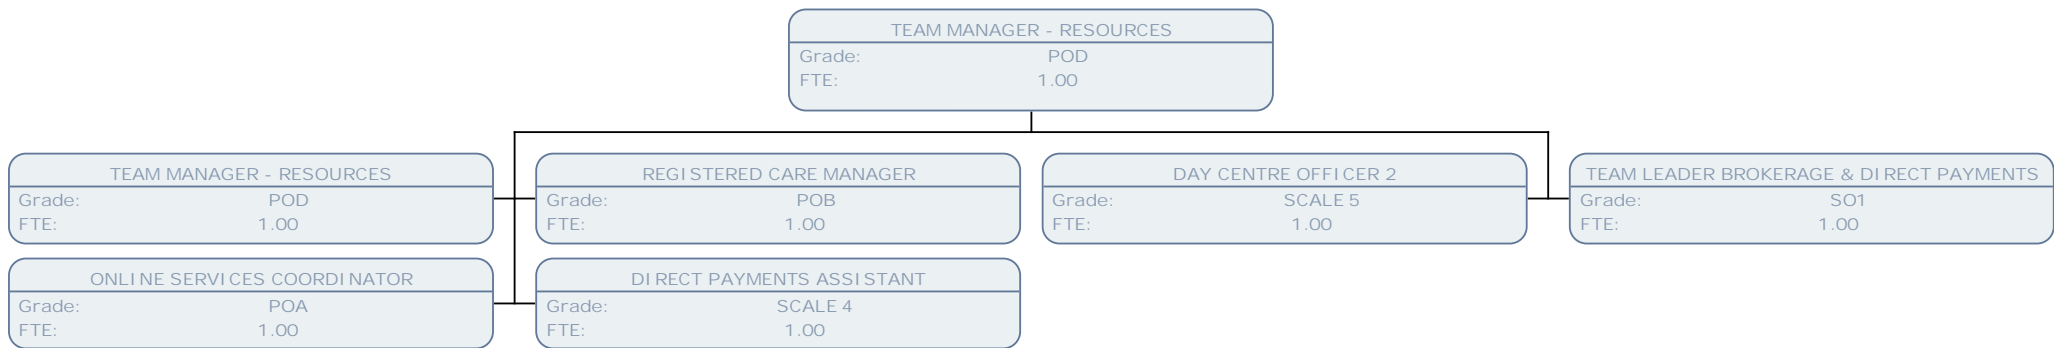 TEAM MANAGER - RESOURCES
Grade: POD
FTE: 1.00
TEAM MANAGER - RESOURCES
Grade: POD
FTE: 1.00
REGISTERED CARE MANAGER
Grade: POB
FTE: 1.00
DAY CENTRE OFFICER 2
Grade: SCALE 5
FTE: 1.00
TEAM LEADER BROKERAGE & DIRECT PAYMENTS
Grade: SO1
FTE: 1.00
ONLINE SERVICES COORDINATOR
Grade: POA
FTE: 1.00
DIRECT PAYMENTS ASSISTANT
Grade: SCALE 4
FTE: 1.00